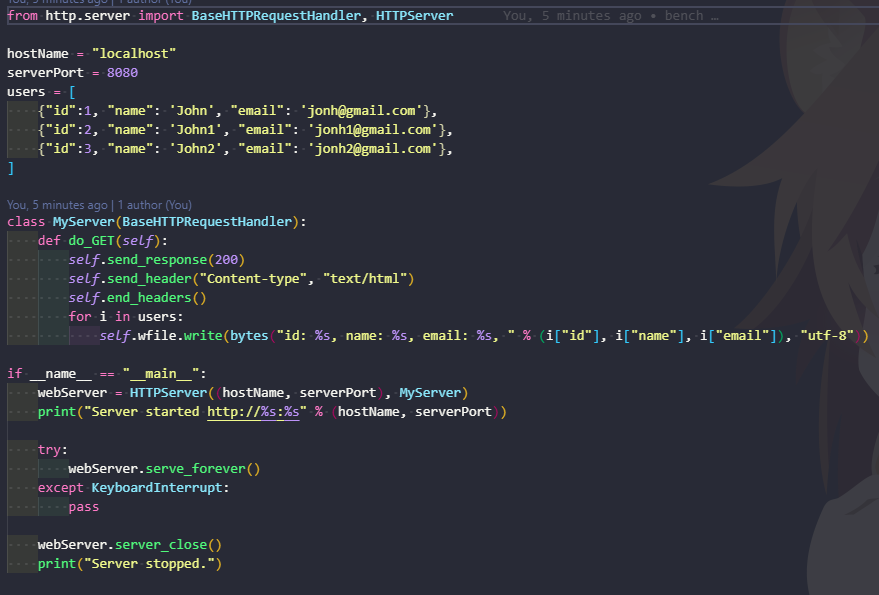 You, 5 minutes ago | 1 author (You)
from http.server import BaseHTTPRequestHandler, HTTPServer You, 5 minutes ago • bench …
hostName = "localhost"
serverPort = 8080
users = [
    {"id":1, "name": 'John', "email": 'jonh@gmail.com'},
    {"id":2, "name": 'John1', "email": 'jonh1@gmail.com'},
    {"id":3, "name": 'John2', "email": 'jonh2@gmail.com'},
]
You, 5 minutes ago | 1 author (You)
class MyServer(BaseHTTPRequestHandler):
    def do_GET(self):
        self.send_response(200)
        self.send_header("Content-type", "text/html")
        self.end_headers()
        for i in users:
            self.wfile.write(bytes("id: %s, name: %s, email: %s, " % (i["id"], i["name"], i["email"]), "utf-8"))
if __name__ == "__main__":
    webServer = HTTPServer((hostName, serverPort), MyServer)
    print("Server started http://%s:%s" % (hostName, serverPort))
    try:
        webServer.serve_forever()
    except KeyboardInterrupt:
        pass
    webServer.server_close()
    print("Server stopped.")